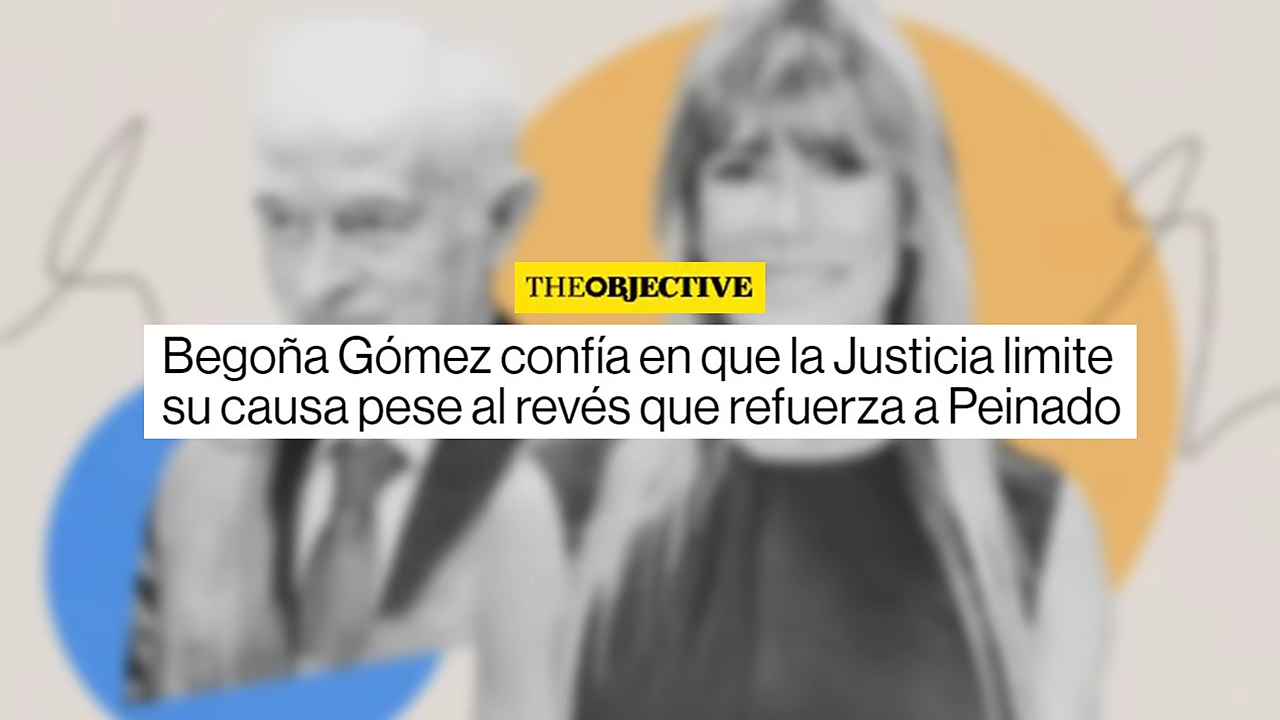 THEOBJECTIVE
Begoña Gómez confía en que la Justicia limite
su causa pese al revés que refuerza a Peinado